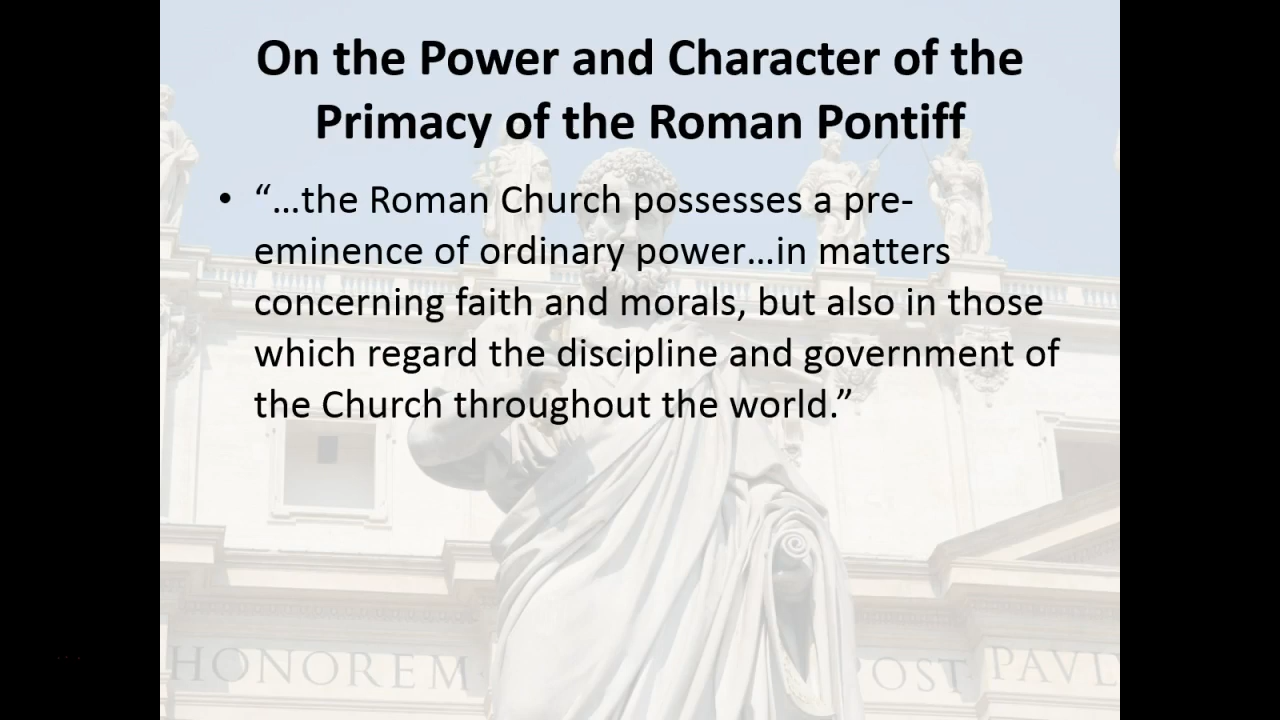 On the Power and Character of the
Primacy of the Roman Pontiff
• “…the Roman Church possesses a pre-
eminence of ordinary power…in matters
concerning faith and morals, but also in those
which regard the discipline and government of
the Church throughout the world.”
HONOREM POST PAVL